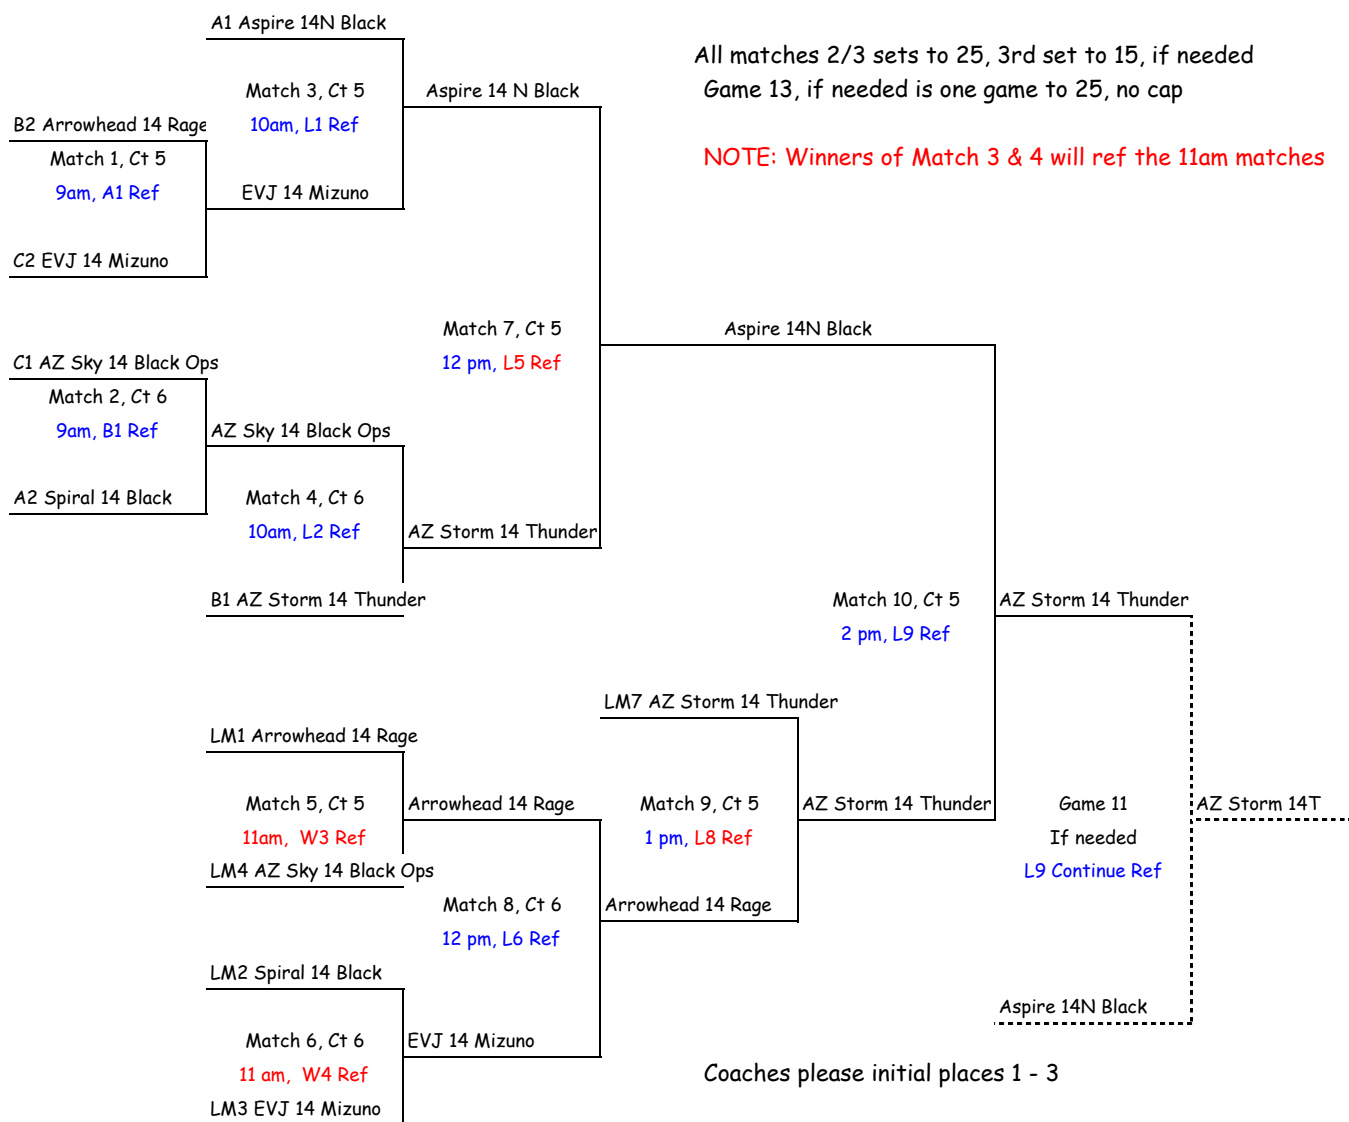 A1 Aspire 14N Black
All matches 2/3 sets to 25, 3rd set to 15, if needed
Match 3, Ct 5
Aspire 14 N Black
Game 13, if needed is one game to 25, no cap
B2 Arrowhead 14 Rage
10am, L1 Ref
Match 1, Ct 5
NOTE: Winners of Match 3 & 4 will ref the 11am matches
9am, A1 Ref
EVJ 14 Mizuno
C2 EVJ 14 Mizuno
Match 7, Ct 5
Aspire 14N Black
C1 AZ Sky 14 Black Ops
12 pm, L5 Ref
Match 2, Ct 6
9am, B1 Ref
AZ Sky 14 Black Ops
A2 Spiral 14 Black
Match 4, Ct 6
10am, L2 Ref
AZ Storm 14 Thunder
B1 AZ Storm 14 Thunder
Match 10, Ct 5
AZ Storm 14 Thunder
2 pm, L9 Ref
LM7 AZ Storm 14 Thunder
LM1 Arrowhead 14 Rage
Match 5, Ct 5
Arrowhead 14 Rage
Match 9, Ct 5
AZ Storm 14 Thunder
Game 11
AZ Storm 14T
11am, W3 Ref
1 pm, L8 Ref
If needed
LM4 AZ Sky 14 Black Ops
L9 Continue Ref
Match 8, Ct 6
Arrowhead 14 Rage
12 pm, L6 Ref
LM2 Spiral 14 Black
Aspire 14N Black
Match 6, Ct 6
EVJ 14 Mizuno
11 am, W4 Ref
Coaches please initial places 1 - 3
LM3 EVJ 14 Mizuno